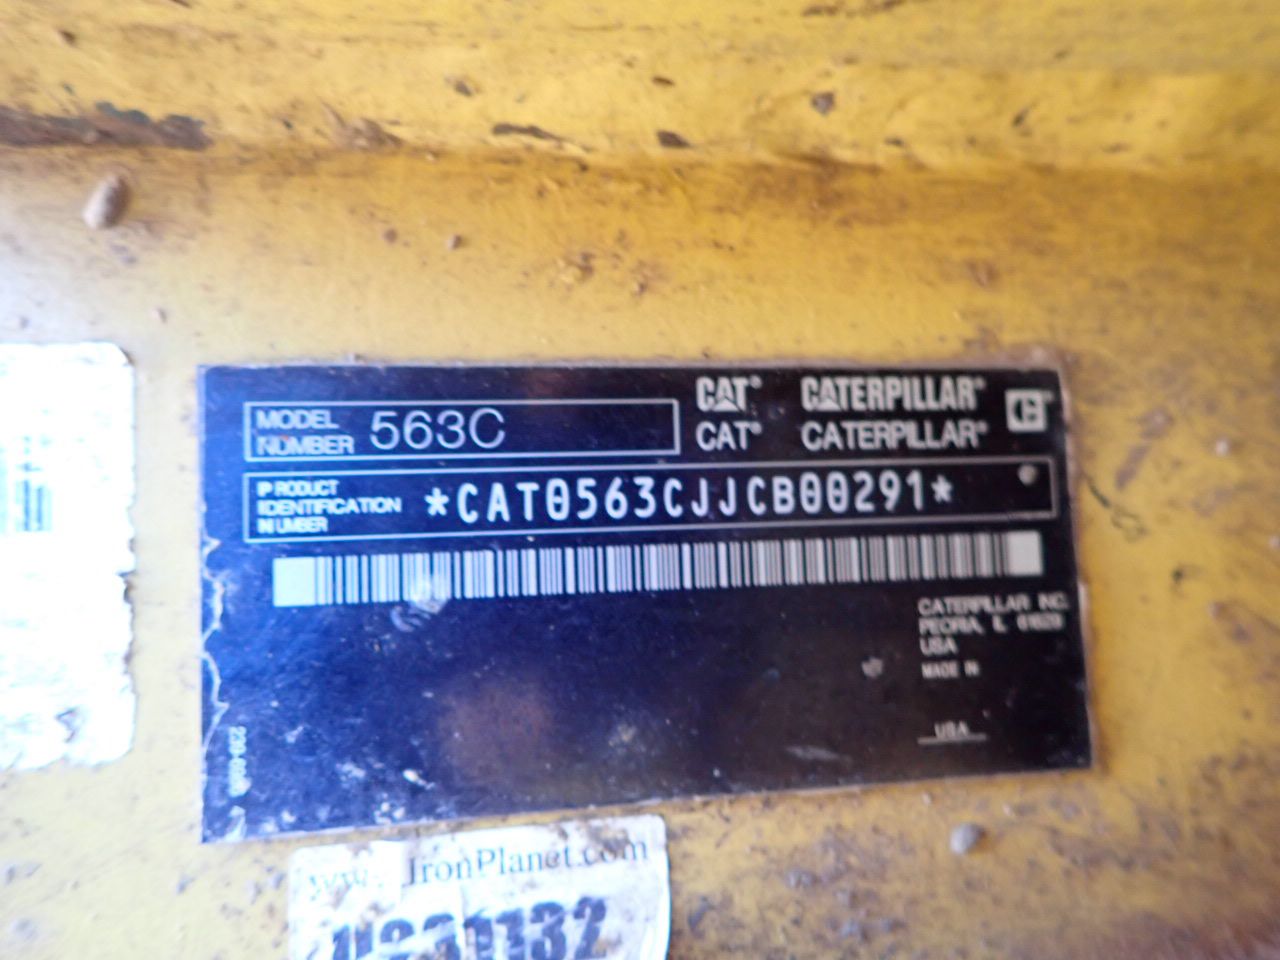 MODEL
NUMBER 563C
CAT® CATERPILLAR®
CAT® CATERPILLAR®
PRODUCT
IDENTIFICATION
NUMBER
*CAT0563CJJCB00291*
CATERPILLAR INC.
PEORIA, IL 61629
USA
MADE IN
USA
www.IronPlanet.com